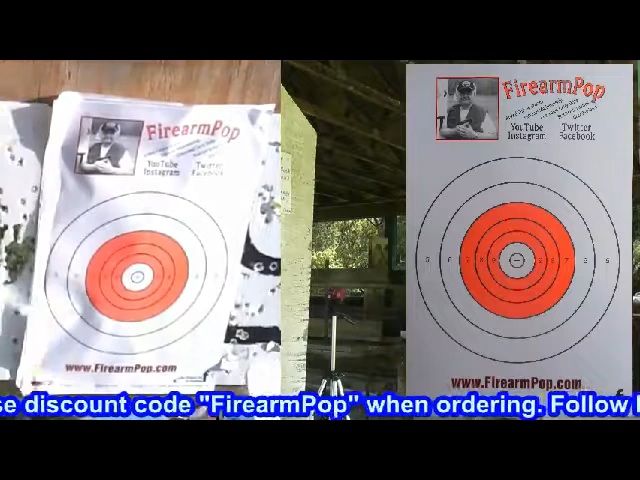 FirearmPop
YouTube Twitter
Instagram Facebook
www.FirearmPop.com
FirearmPop
YouTube Twitter
Instagram Facebook
www.FirearmPop.com
discount code "FirearmPop" when ordering. Follow